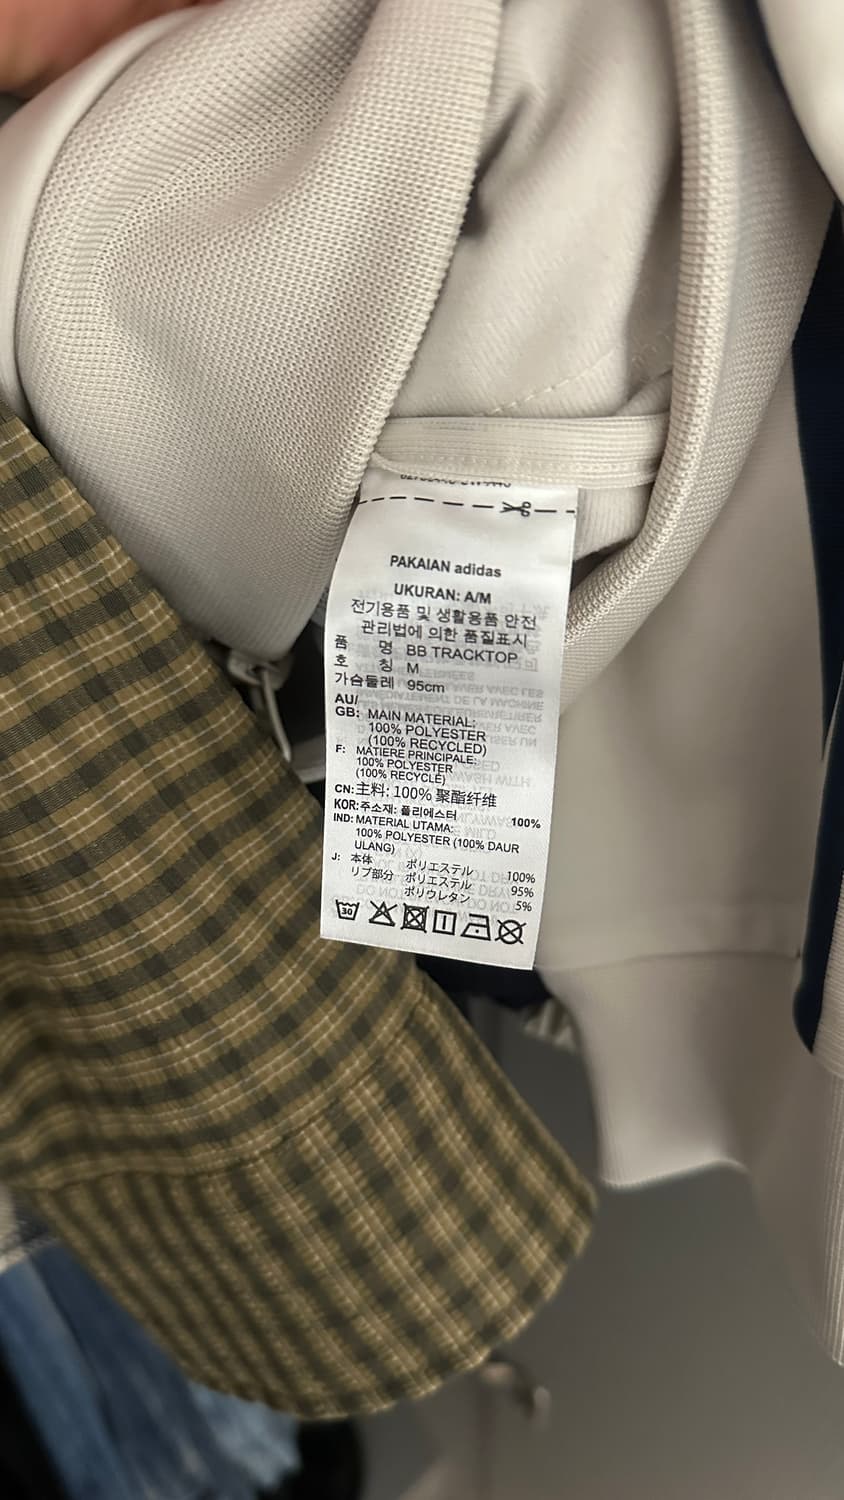 PAKAIAN adidas
UKURAN: A/M
전기용품 및 생활용품 안전
관리법에 의한 품질표시
품 명 BB TRACKTOP
호 칭 M
가슴둘레 95cm
AU/
GB: MAIN MATERIAL:
100% POLYESTER
(100% RECYCLED)
F: MATIERE PRINCIPALE:
100% POLYESTER
(100% RECYCLÉ)
CN: 主料: 100% 聚酯纤维
KOR: 주소재: 폴리에스터 100%
IND: MATERIAL UTAMA:
100% POLYESTER (100% DAUR
ULANG)
J: 本体 ポリエステル 100%
リブ部分 ポリエステル 95%
ポリウレタン 5%
30